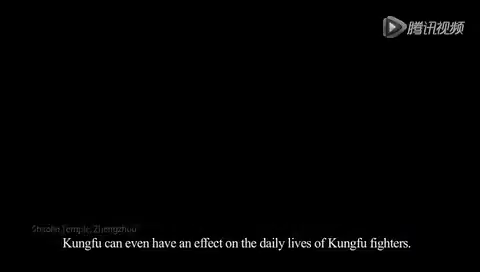 腾讯视频
Shaolin Temple, Zhengzhou
Kungfu can even have an effect on the daily lives of Kungfu fighters.